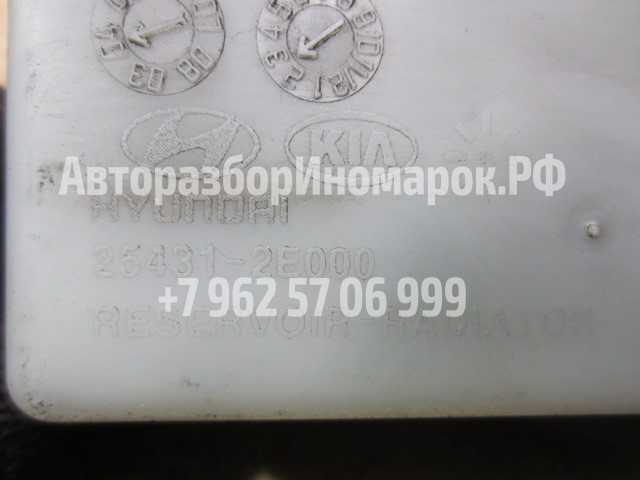 KIA
АвторазборИномарок.РФ
HYUNDAI
25431-2E000
+7 962 57 06 999
RESERVOIR-RADIATOR